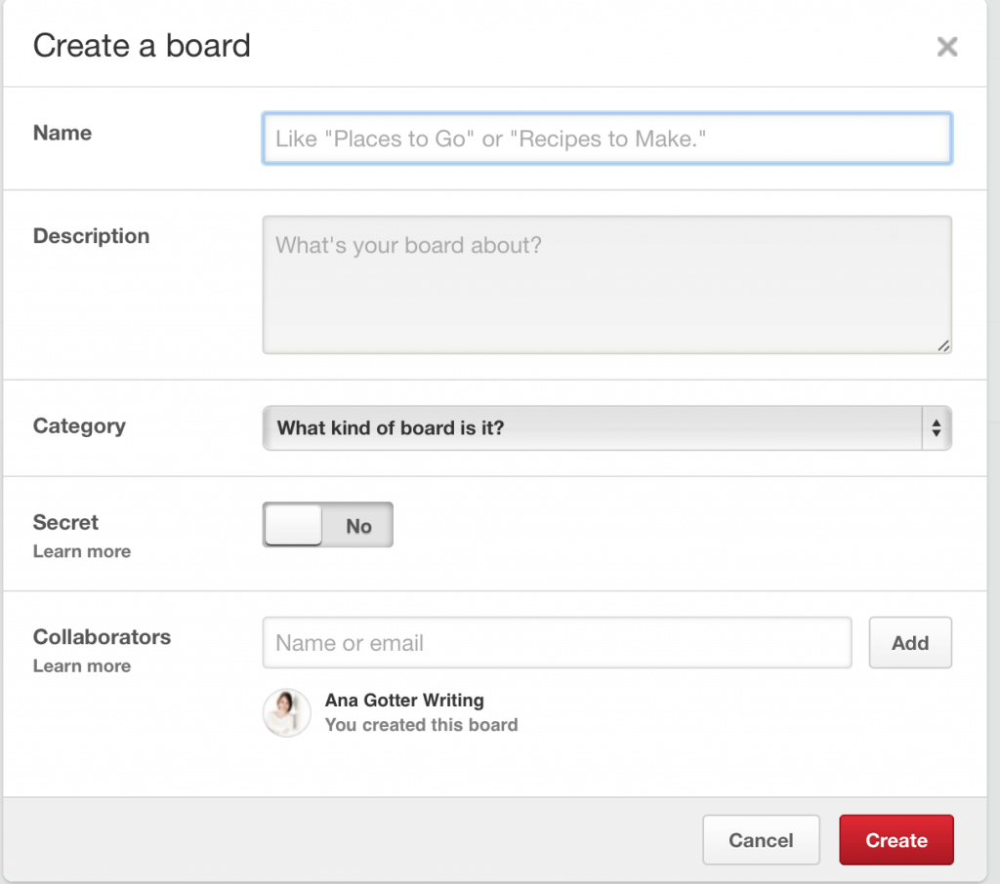 Create a board
Name
Like "Places to Go" or "Recipes to Make."
Description
What's your board about?
Category
What kind of board is it?
Secret
Learn more
No
Collaborators
Learn more
Name or email
Add
Ana Gotter Writing
You created this board
Cancel
Create